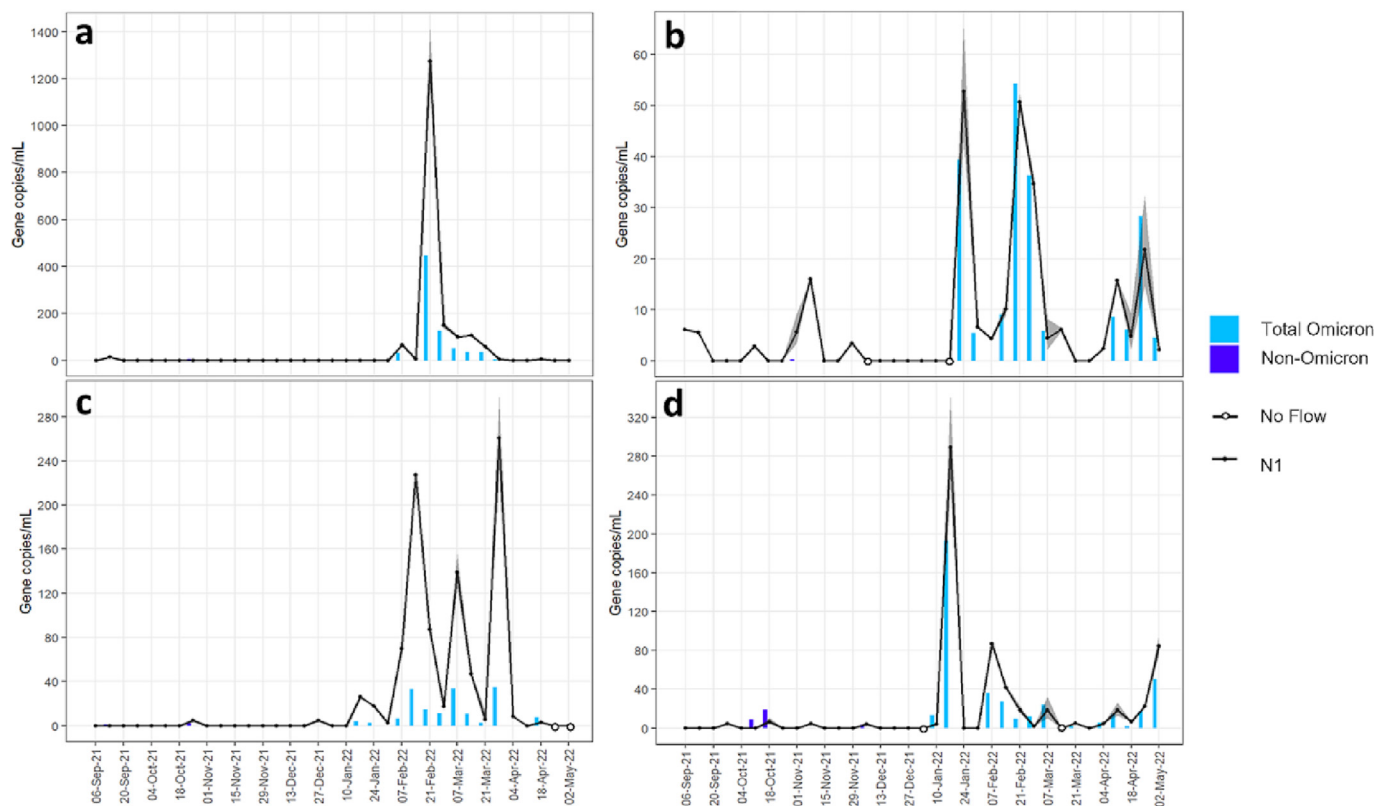 a
1400
1200
1000
800
600
400
200
0
Gene copies/mL
b
60
50
40
30
20
10
0
Gene copies/mL
c
280
240
200
160
120
80
40
0
Gene copies/mL
06-Sep-21
20-Sep-21
04-Oct-21
18-Oct-21
01-Nov-21
15-Nov-21
29-Nov-21
13-Dec-21
27-Dec-21
10-Jan-22
24-Jan-22
07-Feb-22
21-Feb-22
07-Mar-22
21-Mar-22
04-Apr-22
18-Apr-22
02-May-22
d
320
280
240
200
160
120
80
40
0
Gene copies/mL
06-Sep-21
20-Sep-21
04-Oct-21
18-Oct-21
01-Nov-21
15-Nov-21
29-Nov-21
13-Dec-21
27-Dec-21
10-Jan-22
24-Jan-22
07-Feb-22
21-Feb-22
07-Mar-22
21-Mar-22
04-Apr-22
18-Apr-22
02-May-22
Total Omicron
Non-Omicron
No Flow
N1